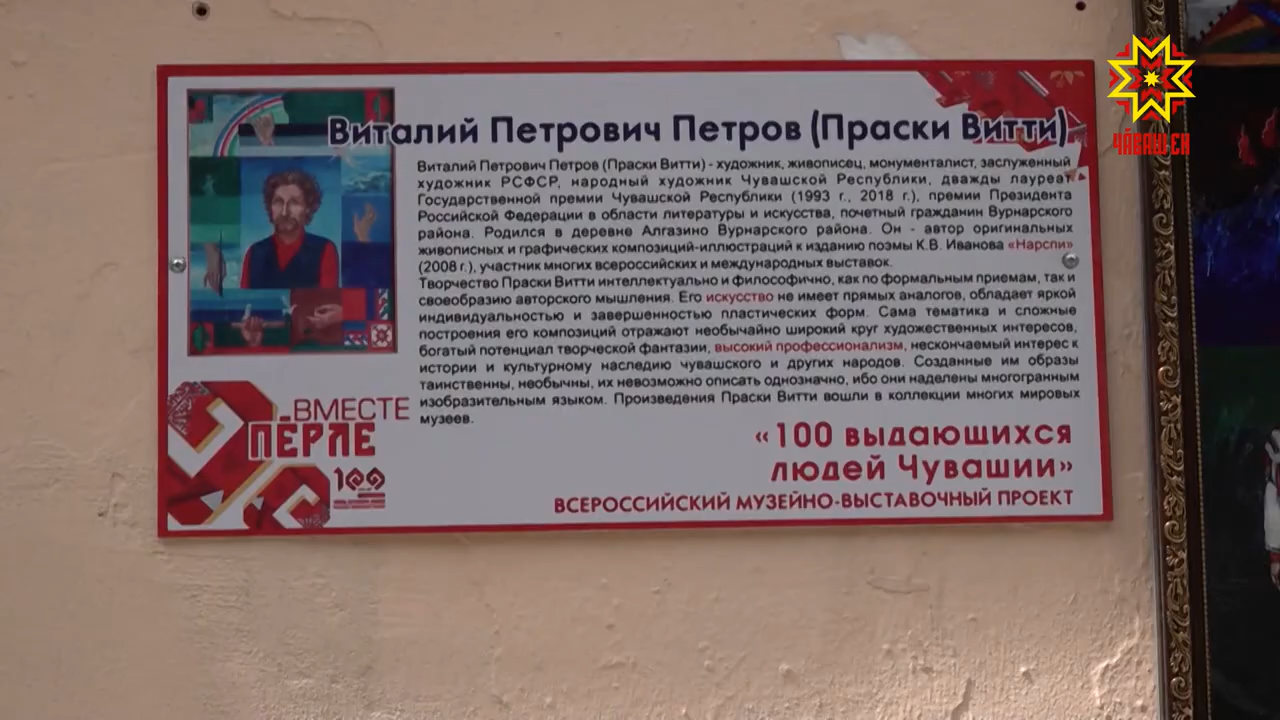 Виталий Петрович Петров (Праски Витти)
Виталий Петрович Петров (Праски Витти) - художник, живописец, монументалист, заслуженный
художник РСФСР, народный художник Чувашской Республики, дважды лауреат
Государственной премии Чувашской Республики (1993 г., 2018 г.), премии Президента
Российской Федерации в области литературы и искусства, почетный гражданин Вурнарского
района. Родился в деревне Алгазино Вурнарского района. Он - автор оригинальных
живописных и графических композиций-иллюстраций к изданию поэмы К.В. Иванова «Нарспи»
(2008 г.), участник многих всероссийских и международных выставок.
Творчество Праски Витти интеллектуально и философично, как по формальным приемам, так и
своеобразию авторского мышления. Его искусство не имеет прямых аналогов, обладает яркой
индивидуальностью и завершенностью пластических форм. Сама тематика и сложные
построения его композиций отражают необычайно широкий круг художественных интересов,
богатый потенциал творческой фантазии, высокий профессионализм, нескончаемый интерес к
истории и культурному наследию чувашского и других народов. Созданные им образы
таинственны, необычны, их невозможно описать однозначно, ибо они наделены многогранным
изобразительным языком. Произведения Праски Витти вошли в коллекции многих мировых
музеев.
ВМЕСТЕ
ПӖРЛЕ
100
«100 выдающихся
людей Чувашии»
ВСЕРОССИЙСКИЙ МУЗЕЙНО-ВЫСТАВОЧНЫЙ ПРОЕКТ
ЧӐВАШ ЕН